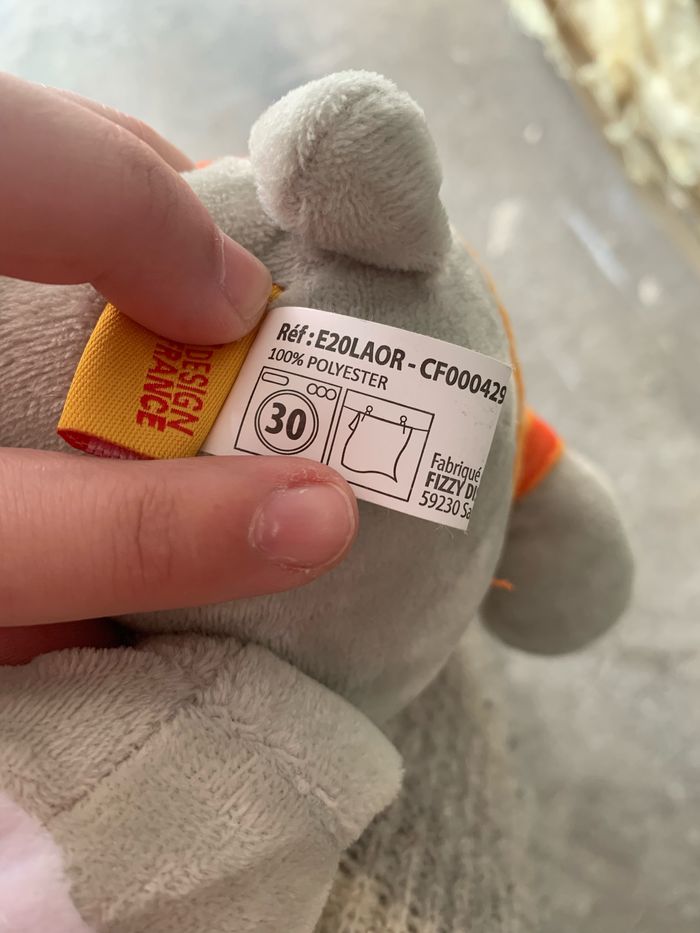 Réf : E20LAOR - CF000429
100% POLYESTER
30
Fabriqué
FIZZY
59230
DESIGN
FRANCE